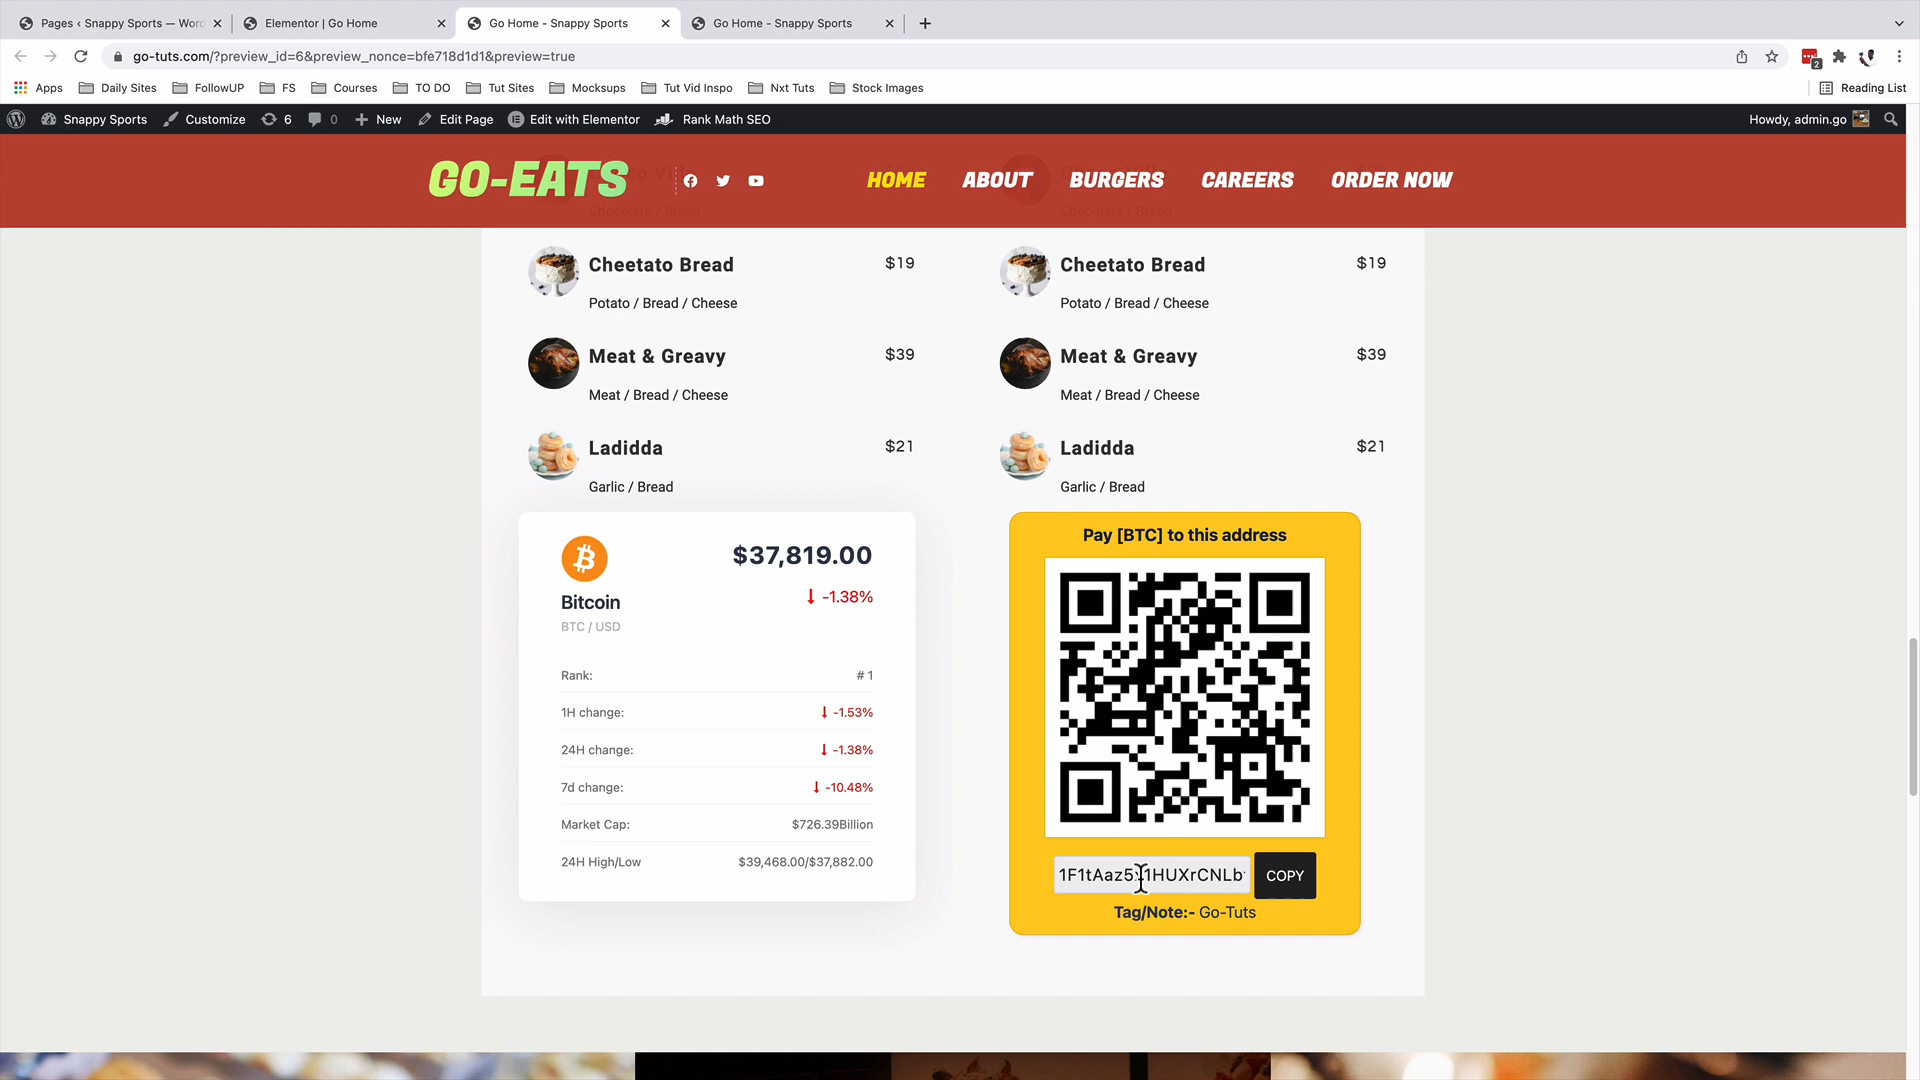 Pages ‹ Snappy Sports — Wor
Elementor | Go Home
Go Home - Snappy Sports
Go Home - Snappy Sports
go-tuts.com/?preview_id=6&preview_nonce=bfe718d1d1&preview=true
2
Apps
Daily Sites
FollowUP
FS
Courses
TO DO
Tut Sites
Mocksups
Tut Vid Inspo
Nxt Tuts
Stock Images
Reading List
Snappy Sports
Customize
6
0
New
Edit Page
Edit with Elementor
Rank Math SEO
Howdy, admin.go
GO-EATS
HOME
ABOUT
BURGERS
CAREERS
ORDER NOW
Chocolate / Bread
Chocolate / Bread
Cheetato Bread
$19
Potato / Bread / Cheese
Meat & Greavy
$39
Meat / Bread / Cheese
Ladidda
$21
Garlic / Bread
Cheetato Bread
$19
Potato / Bread / Cheese
Meat & Greavy
$39
Meat / Bread / Cheese
Ladidda
$21
Garlic / Bread
$37,819.00
-1.38%
Bitcoin
BTC / USD
Rank:
# 1
1H change:
-1.53%
24H change:
-1.38%
7d change:
-10.48%
Market Cap:
$726.39Billion
24H High/Low
$39,468.00/$37,882.00
Pay [BTC] to this address
COPY
Tag/Note:- Go-Tuts